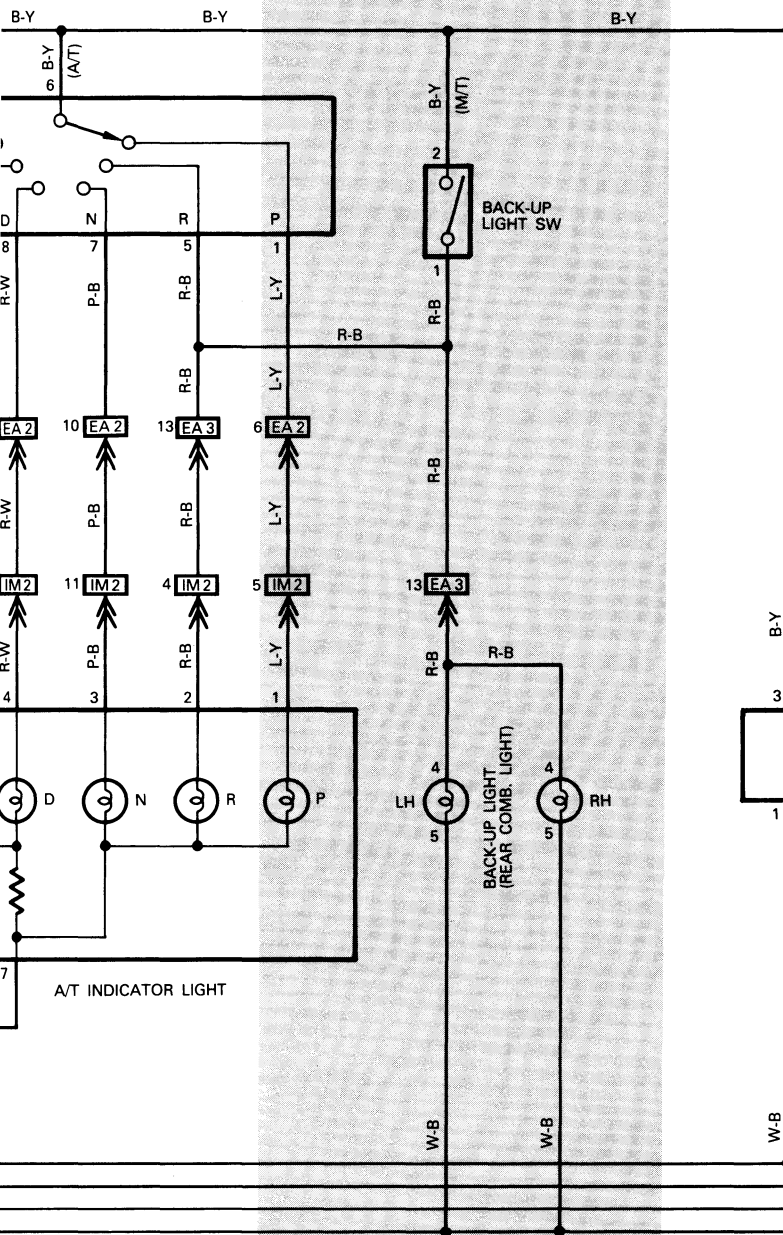 B-Y B-Y B-Y
B-Y (A/T)
6
B-Y (M/T)
2
BACK-UP
LIGHT SW
D N R P
8 7 5 1
1
R-W P-B R-B L-Y
R-B
R-B
R-B L-Y
EA 2 10 EA 2 13 EA 3 6 EA 2
R-B
R-W P-B R-B L-Y
IM 2 11 IM 2 4 IM 2 5 IM 2 13 EA 3
B-Y
R-W P-B R-B L-Y R-B
R-B
4 3 2 1 3
BACK-UP LIGHT
(REAR COMB. LIGHT)
4 4
D N R P LH RH
5 5
1
7
A/T INDICATOR LIGHT
W-B W-B W-B